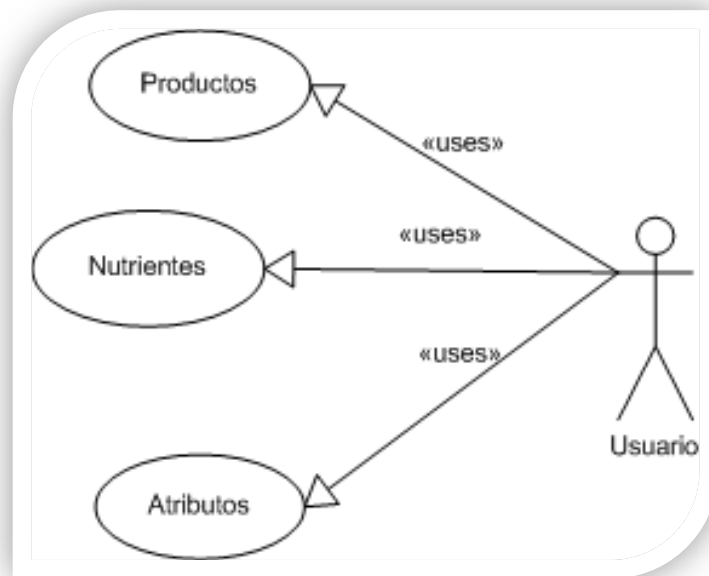 Productos
«uses»
«uses»
Nutrientes
«uses»
Usuario
Atributos